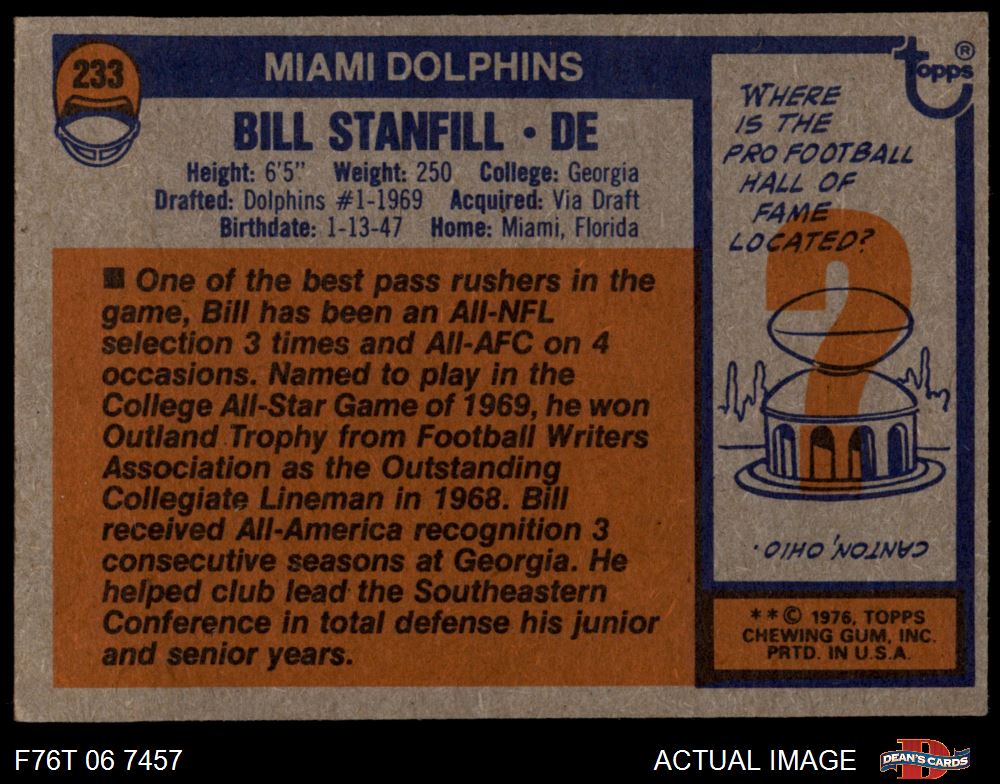 233
MIAMI DOLPHINS
BILL STANFILL • DE
Height: 6'5" Weight: 250 College: Georgia
Drafted: Dolphins #1-1969 Acquired: Via Draft
Birthdate: 1-13-47 Home: Miami, Florida
■ One of the best pass rushers in the
game, Bill has been an All-NFL
selection 3 times and All-AFC on 4
occasions. Named to play in the
College All-Star Game of 1969, he won
Outland Trophy from Football Writers
Association as the Outstanding
Collegiate Lineman in 1968. Bill
received All-America recognition 3
consecutive seasons at Georgia. He
helped club lead the Southeastern
Conference in total defense his junior
and senior years.
topps ®
WHERE
IS THE
PRO FOOTBALL
HALL OF
FAME
LOCATED?
?
CANTON, OHIO.
**© 1976, TOPPS
CHEWING GUM, INC.
PRTD. IN U.S.A.
F76T 06 7457
ACTUAL IMAGE
D
DEAN'S CARDS